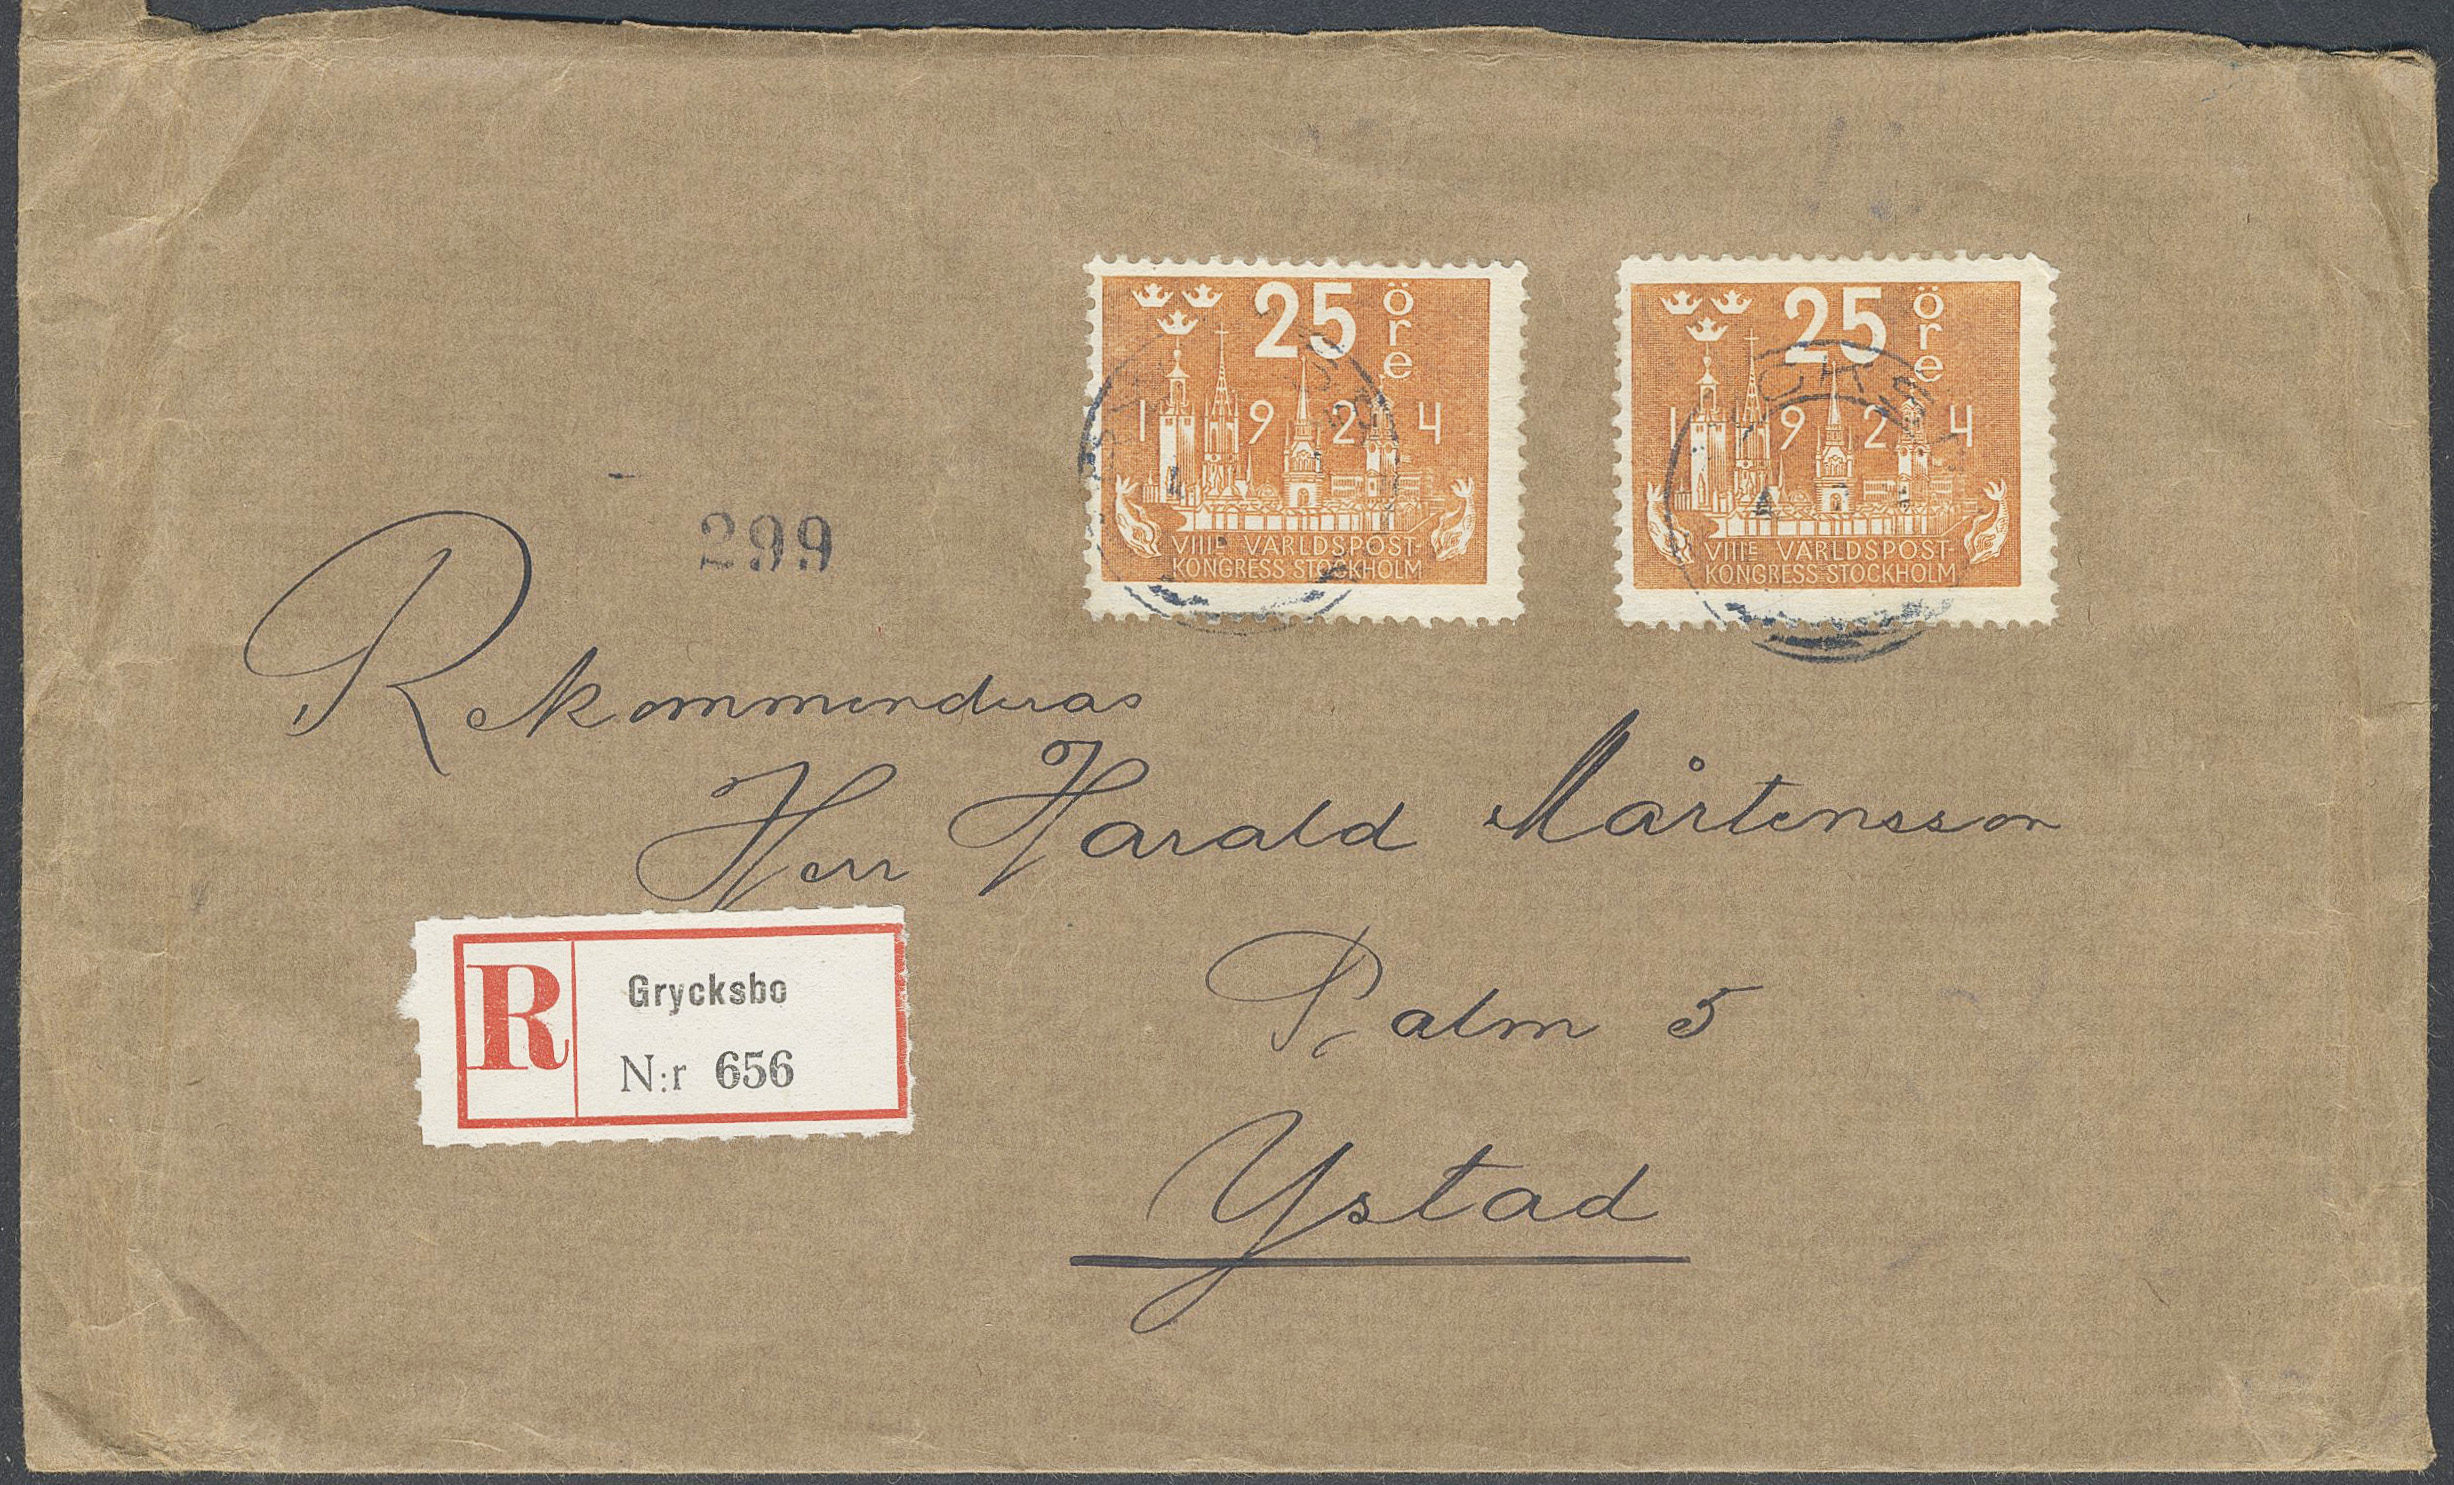 25 öre
1924
VIIIE VÄRLDSPOST-
KONGRESS STOCKHOLM
25 öre
1924
VIIIE VÄRLDSPOST-
KONGRESS STOCKHOLM
299
Rekommenderas
Herr Harald Mårtensson
R Grycksbo
N:r 656
Palm 5
Ystad